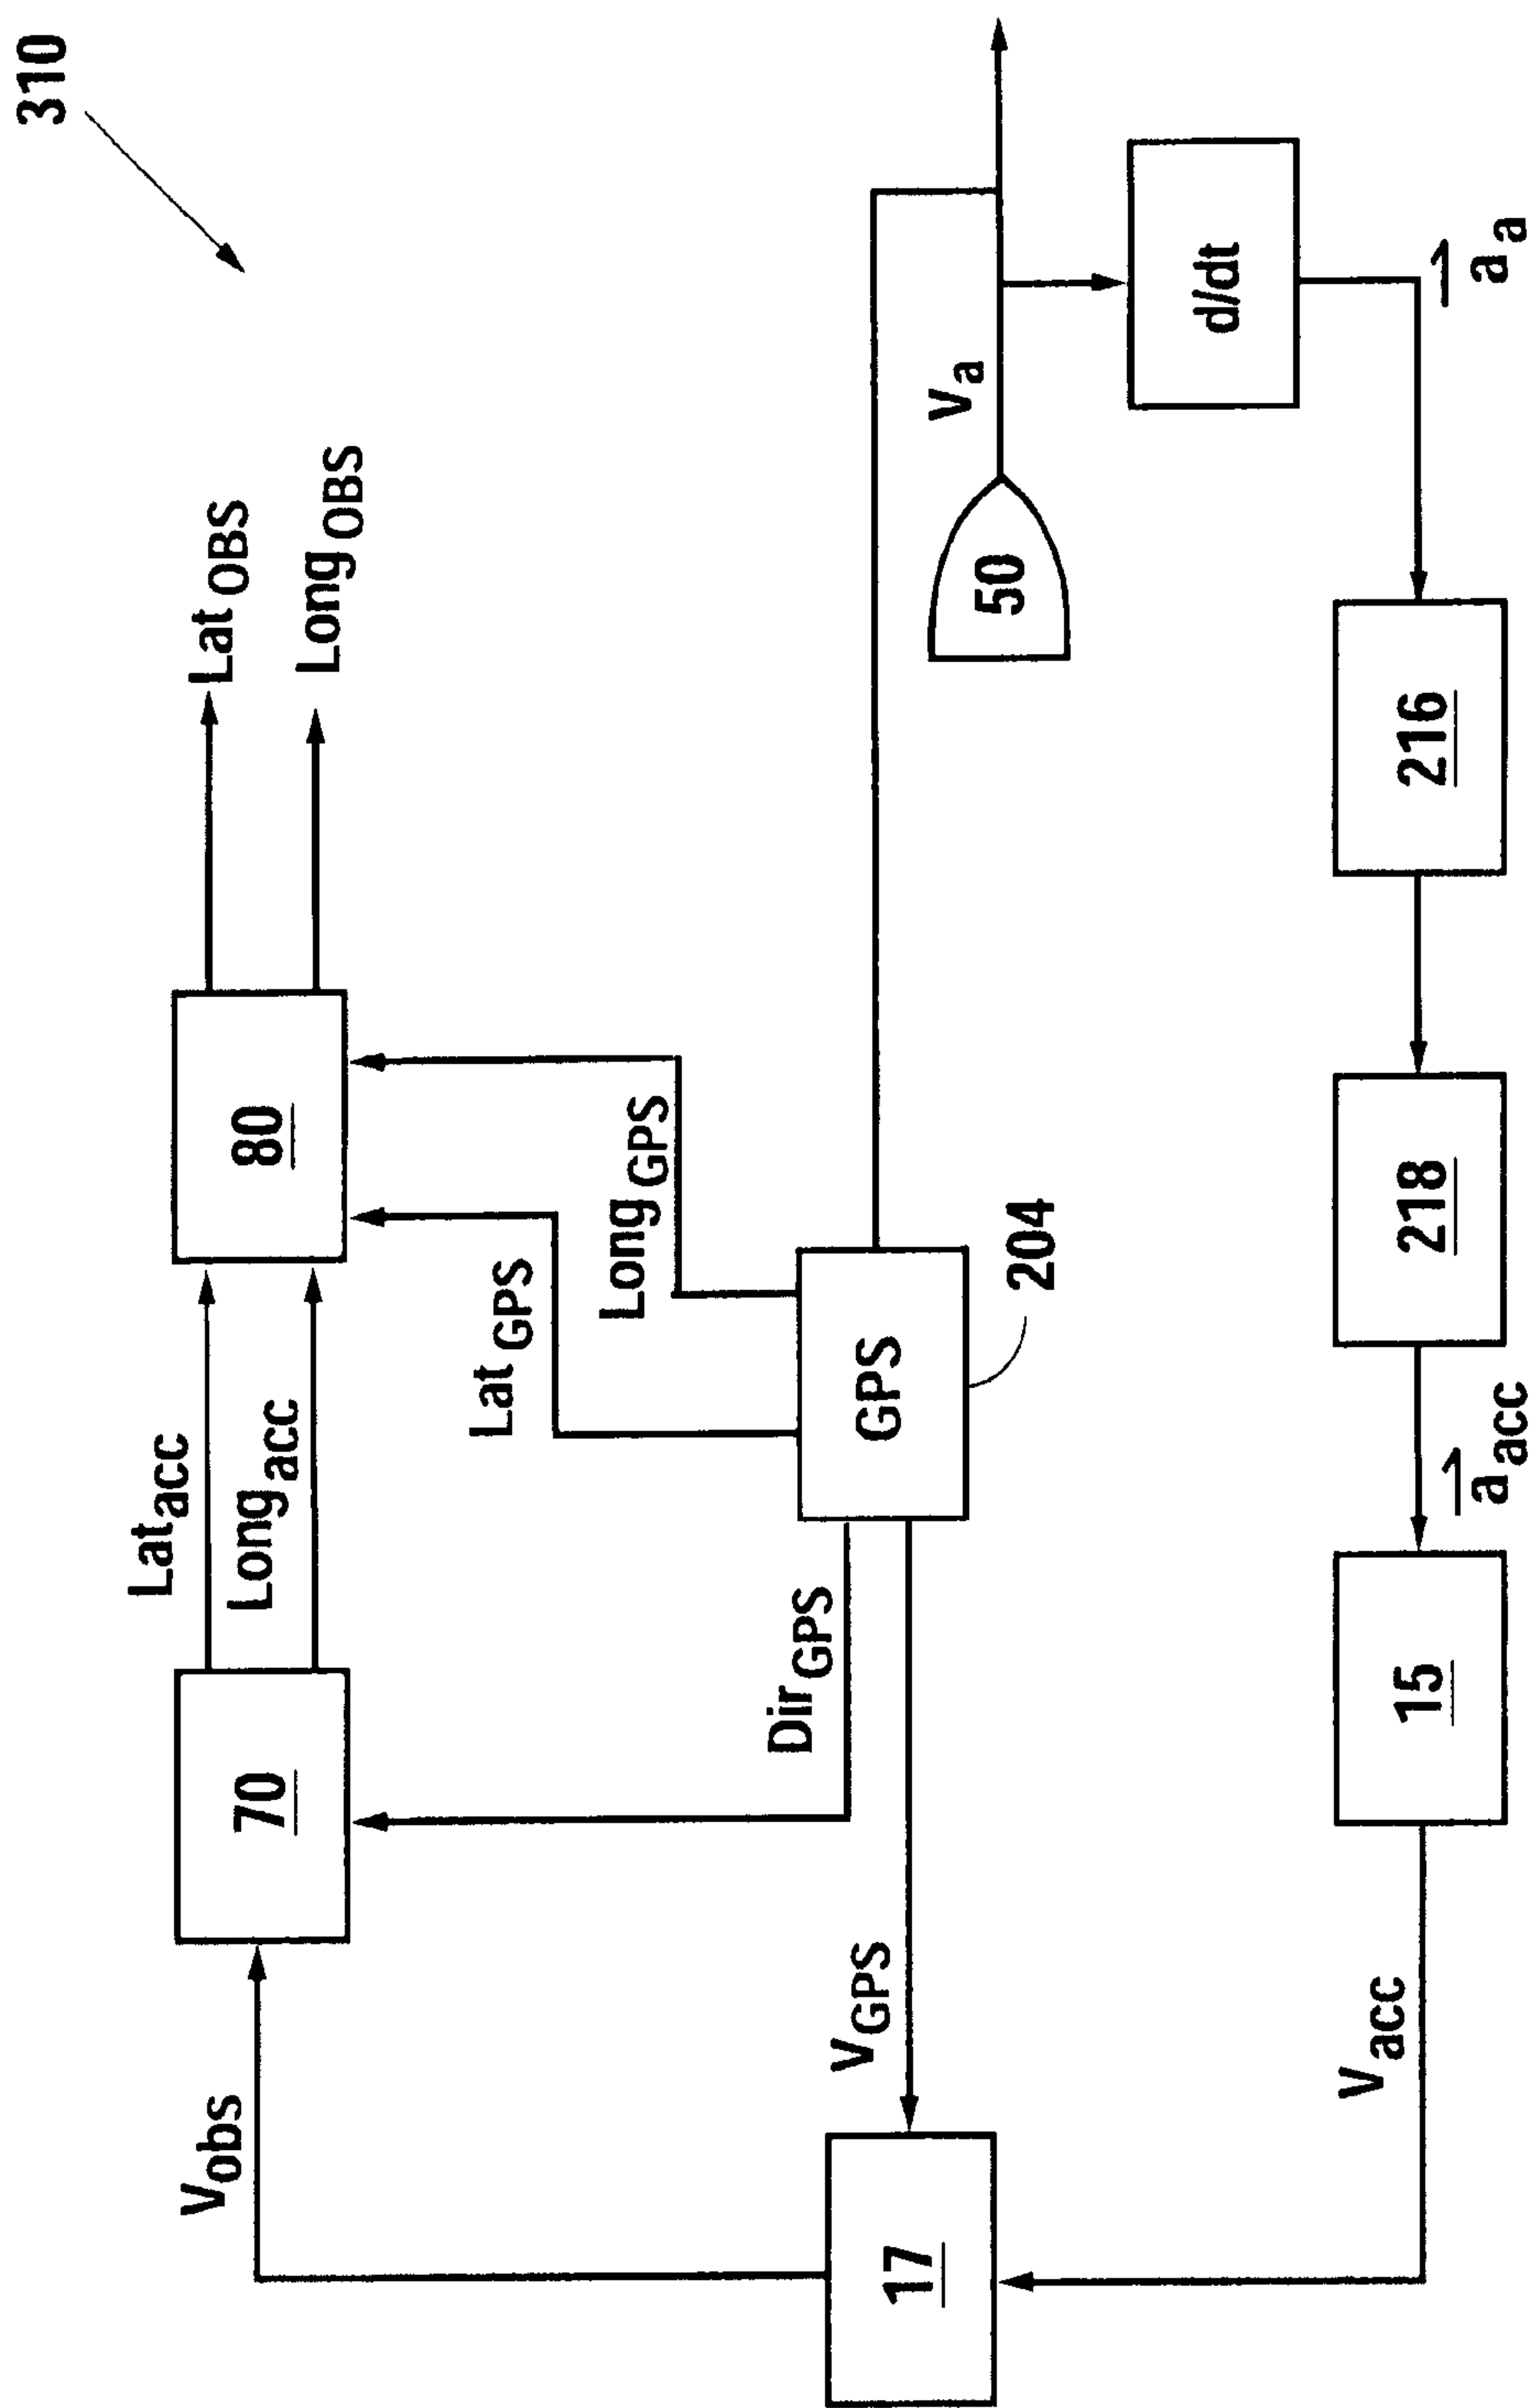 310
Lat OBS
Long OBS
80
Lat acc
Long acc
70
V obs
Lat GPS
Long GPS
GPS
204
Dir GPS
V GPS
17
V a
50
d/dt
a a
216
218
a acc
15
V acc